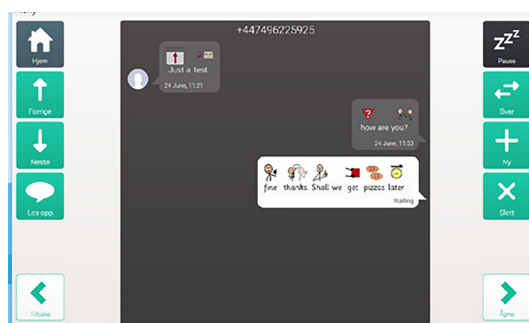 +447496225925
Hjem
Just a test
24 June, 11:21
Forrige
how are you?
24 June, 11:53
Neste
fine thanks. Shall we get pizzas later
Waiting
Les opp
Tilbake
zzz
Pause
Svar
Ny
Slett
Åpne